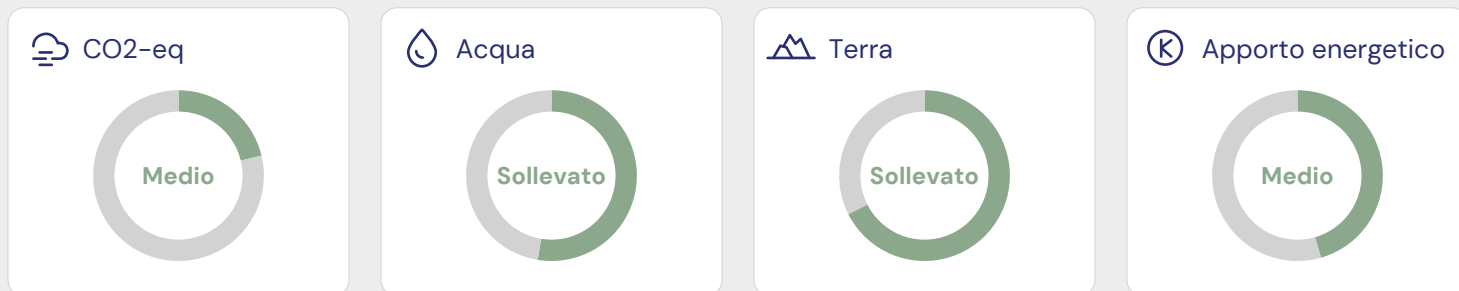 CO2-eq
Medio
Acqua
Sollevato
Terra
Sollevato
Apporto energetico
Medio